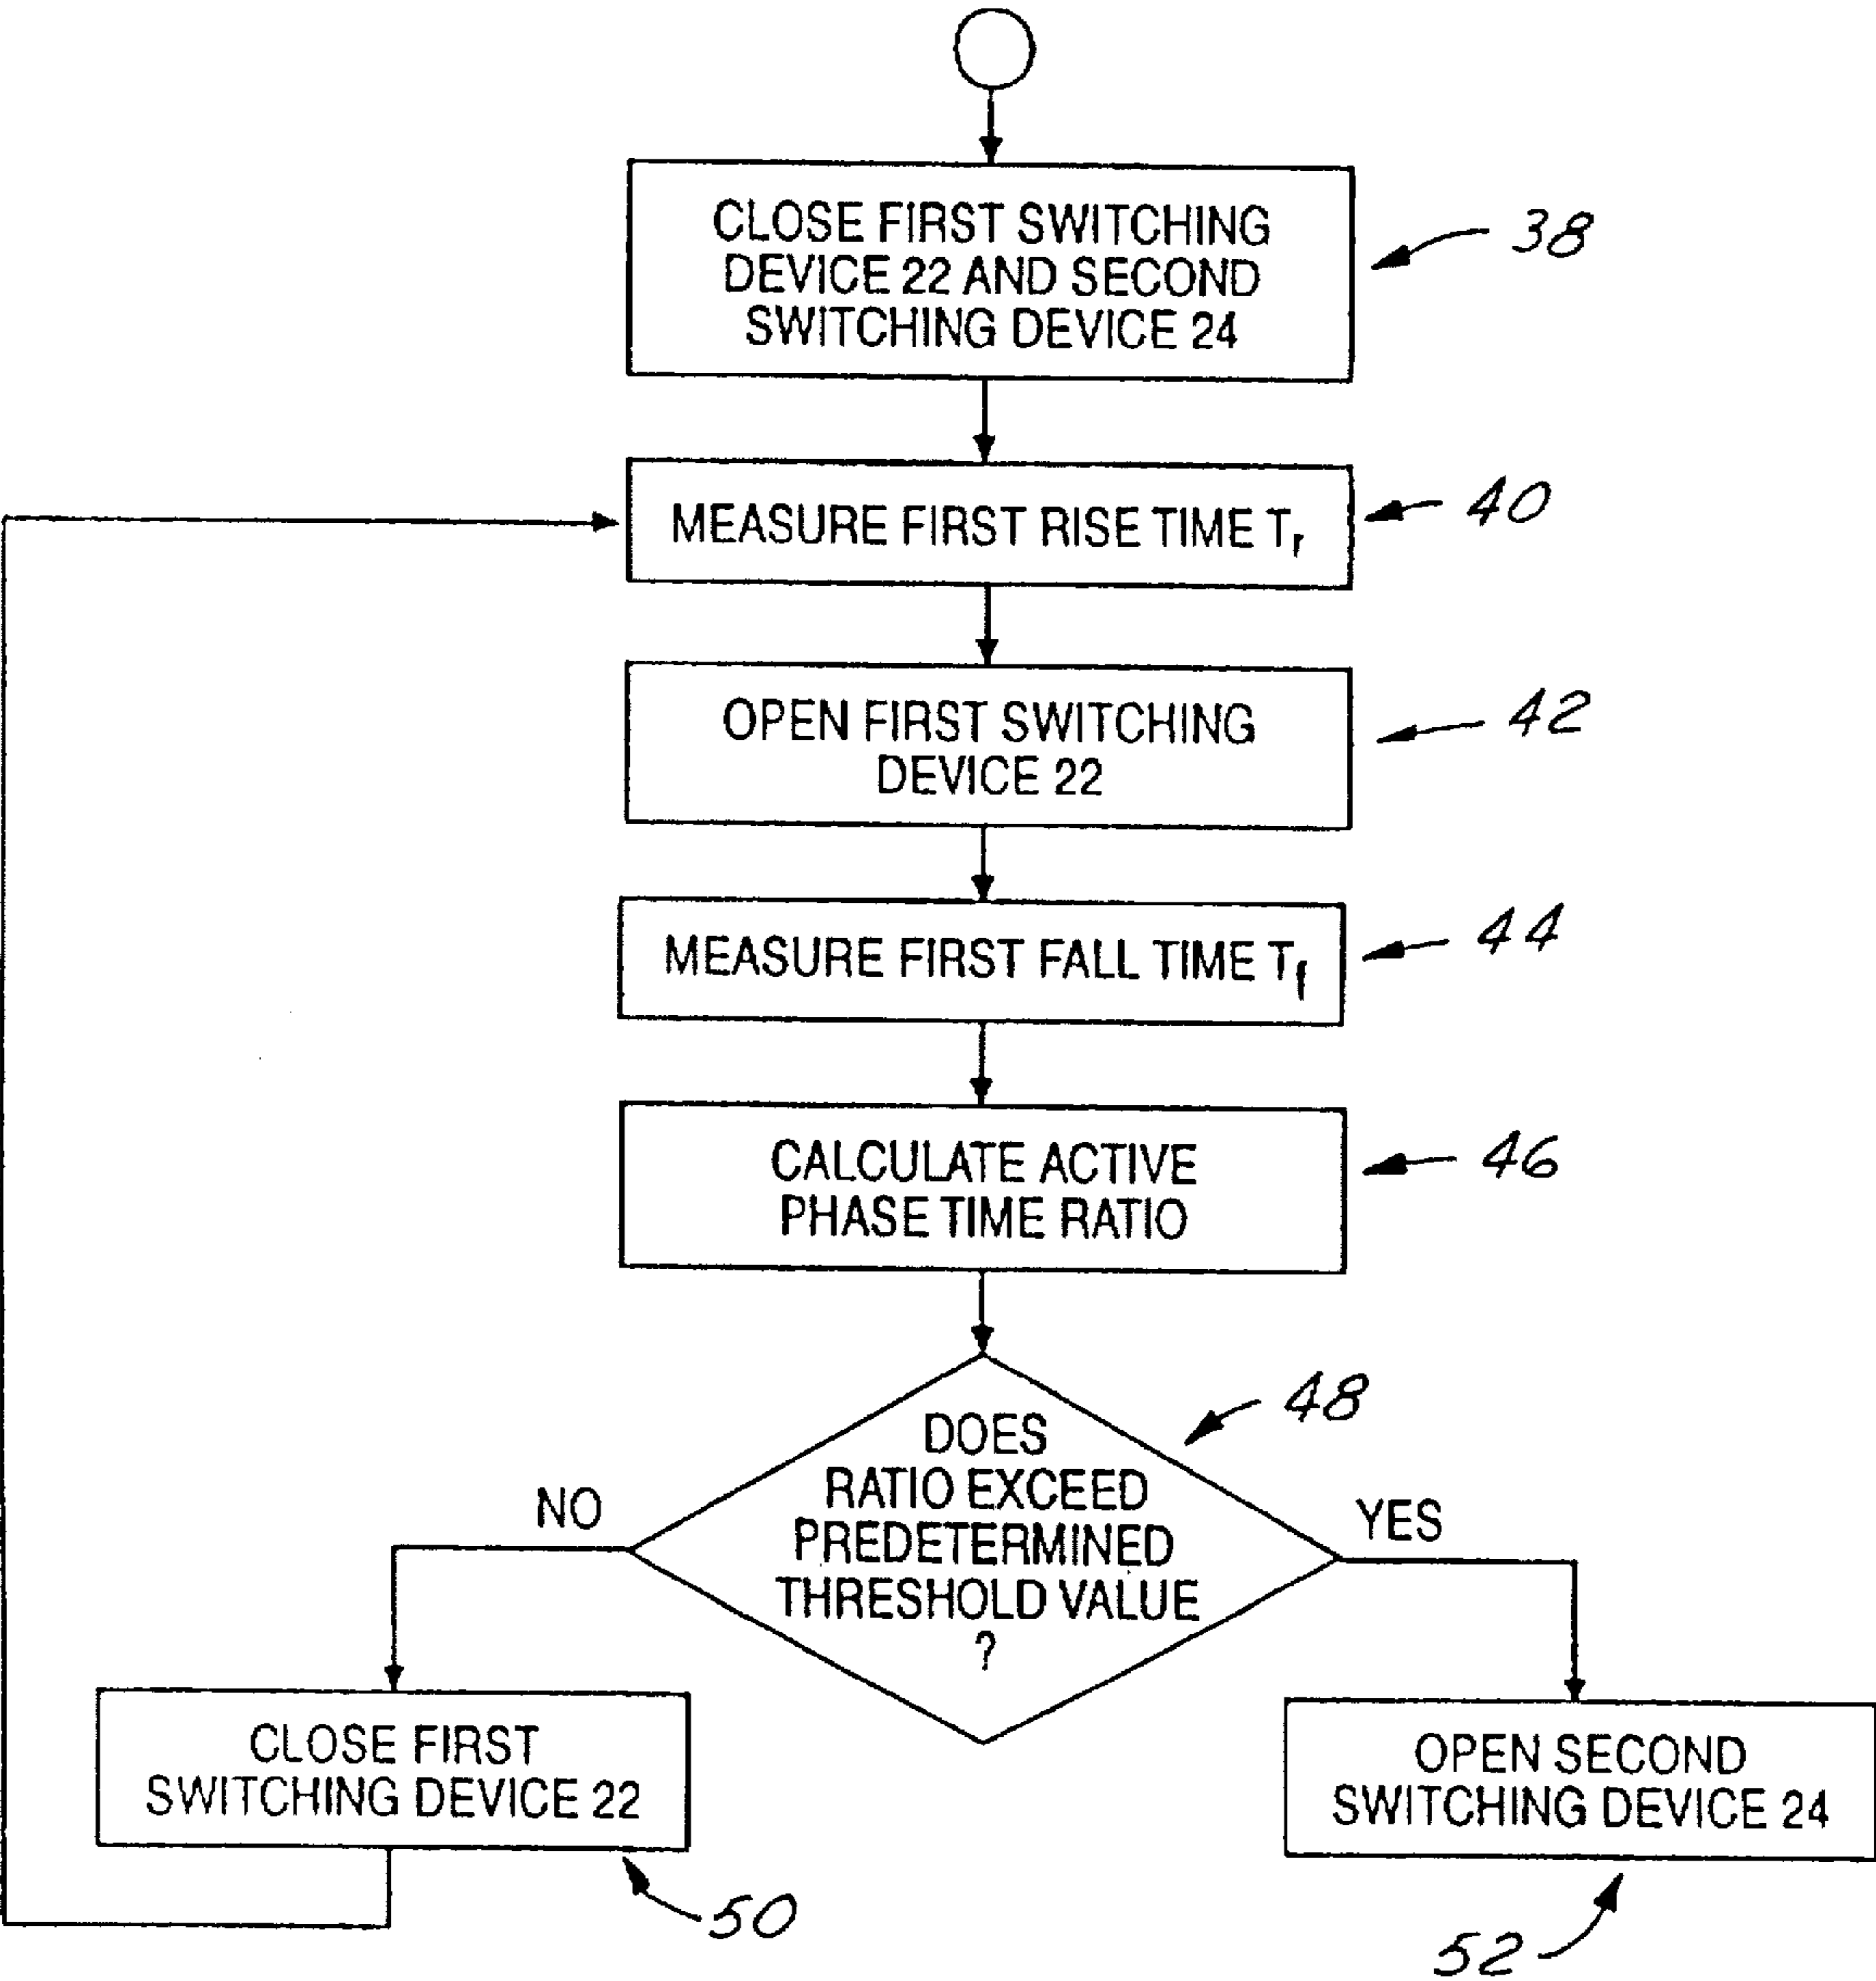 CLOSE FIRST SWITCHING
DEVICE 22 AND SECOND
SWITCHING DEVICE 24
38
MEASURE FIRST RISE TIME Tr
40
OPEN FIRST SWITCHING
DEVICE 22
42
MEASURE FIRST FALL TIME Tf
44
CALCULATE ACTIVE
PHASE TIME RATIO
46
DOES
RATIO EXCEED
PREDETERMINED
THRESHOLD VALUE
?
48
NO
YES
CLOSE FIRST
SWITCHING DEVICE 22
50
OPEN SECOND
SWITCHING DEVICE 24
52